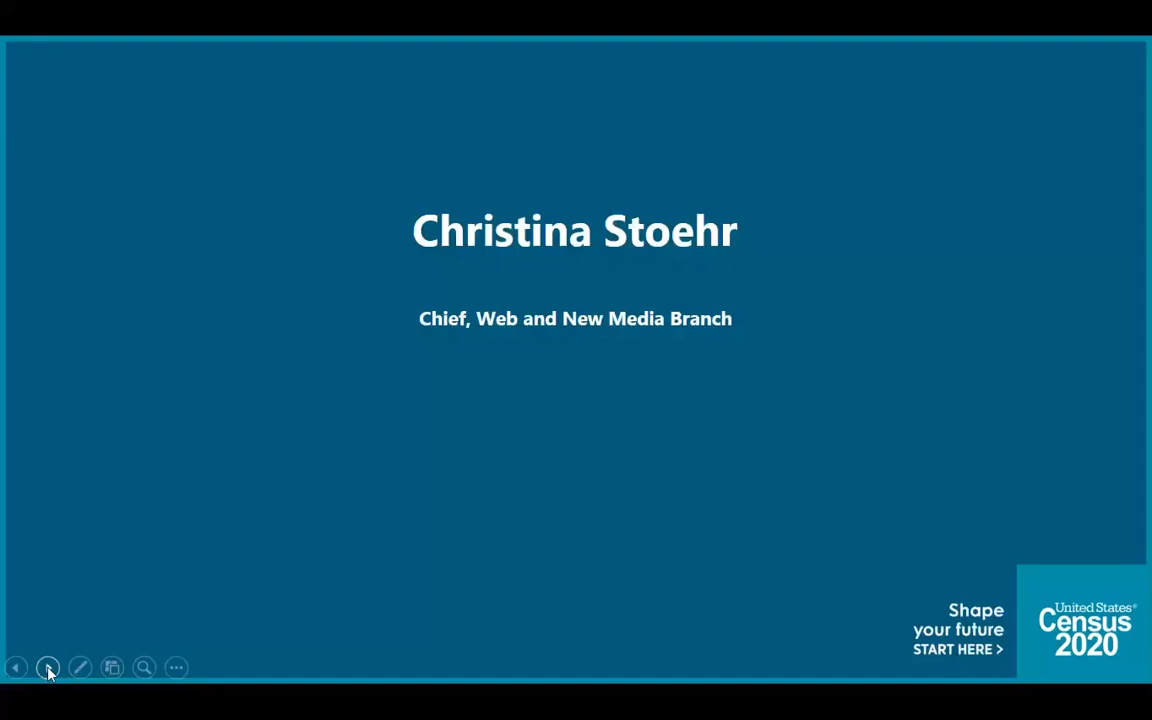 Christina Stoehr
Chief, Web and New Media Branch
Shape
your future
START HERE >
United States®
Census
2020